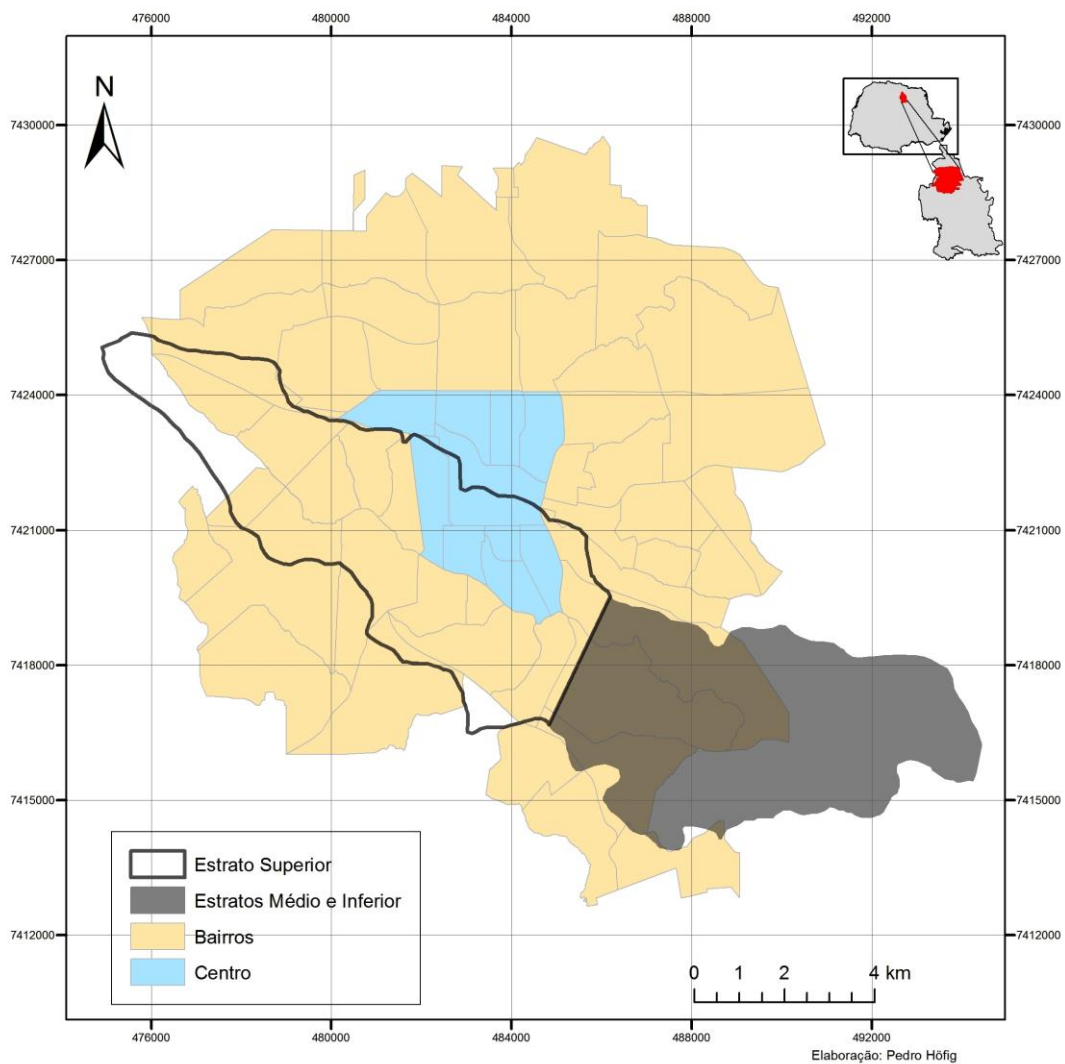 476000 480000 484000 488000 492000
N
7430000 7430000
7427000 7427000
7424000 7424000
7421000 7421000
7418000 7418000
7415000 7415000
7412000 7412000
Estrato Superior
Estratos Médio e Inferior
Bairros
Centro
0 1 2 4 km
476000 480000 484000 488000 492000
Elaboração: Pedro Höfig